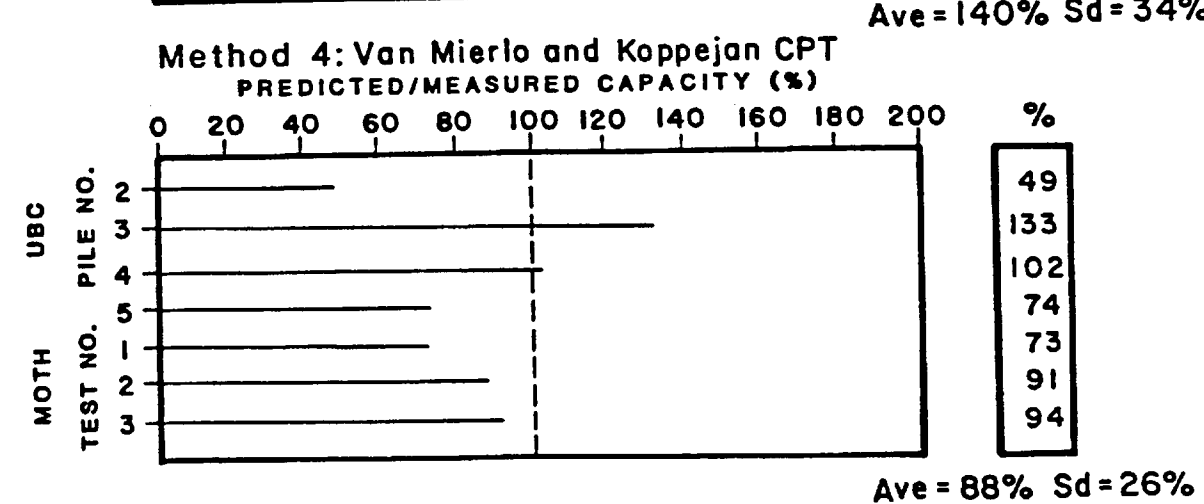 Ave = 140% Sd = 34%
Method 4: Van Mierlo and Koppejan CPT
PREDICTED/MEASURED CAPACITY (%)
0 20 40 60 80 100 120 140 160 180 200 %
UBC
PILE NO.
2 49
3 133
4 102
5 74
MOTH
TEST NO.
1 73
2 91
3 94
Ave = 88% Sd = 26%